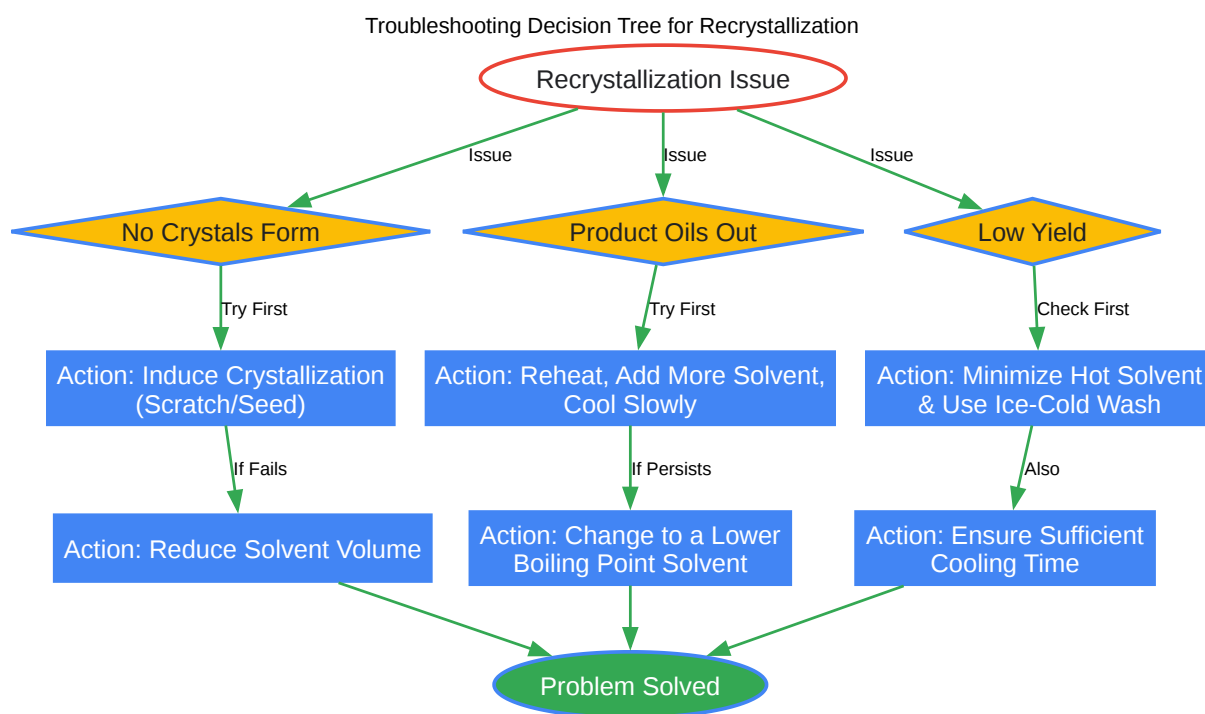 Troubleshooting Decision Tree for Recrystallization
Recrystallization Issue
Issue
Issue
Issue
No Crystals Form
Product Oils Out
Low Yield
Try First
Try First
Check First
Action: Induce Crystallization
(Scratch/Seed)
Action: Reheat, Add More Solvent,
Cool Slowly
Action: Minimize Hot Solvent
& Use Ice-Cold Wash
If Fails
If Persists
Also
Action: Reduce Solvent Volume
Action: Change to a Lower
Boiling Point Solvent
Action: Ensure Sufficient
Cooling Time
Problem Solved